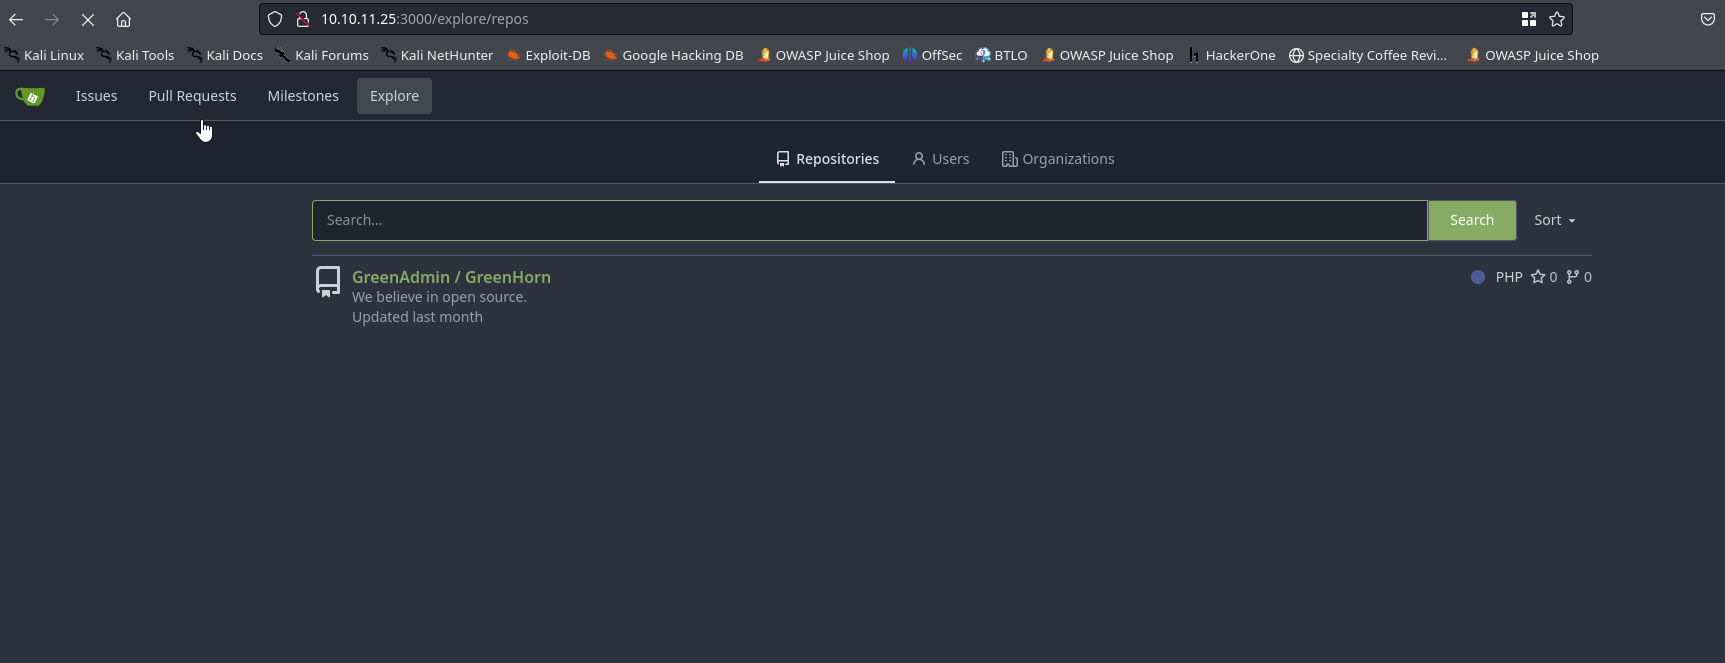 10.10.11.25:3000/explore/repos
Kali Linux Kali Tools Kali Docs Kali Forums Kali NetHunter Exploit-DB Google Hacking DB OWASP Juice Shop OffSec BTLO OWASP Juice Shop HackerOne Specialty Coffee Revi... OWASP Juice Shop
Issues Pull Requests Milestones Explore
Repositories Users Organizations
Search... Search Sort
GreenAdmin / GreenHorn PHP 0 0
We believe in open source.
Updated last month